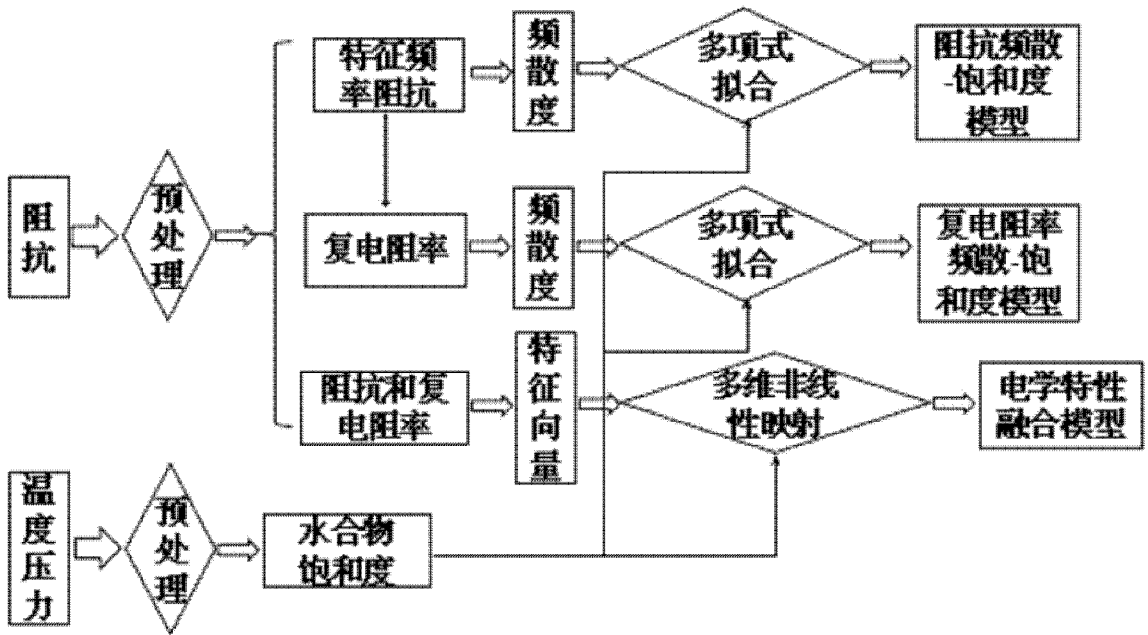 阻
抗
预
处
理
特征频
率阻抗
频
散
度
多项式
拟合
阻抗频散
-饱和度
模型
复电阻率
频
散
度
多项式
拟合
复电阻率
频散-饱
和度模型
阻抗和复
电阻率
特
征
向
量
多维非线
性映射
电学特性
融合模型
温
度
压
力
预
处
理
水合物
饱和度